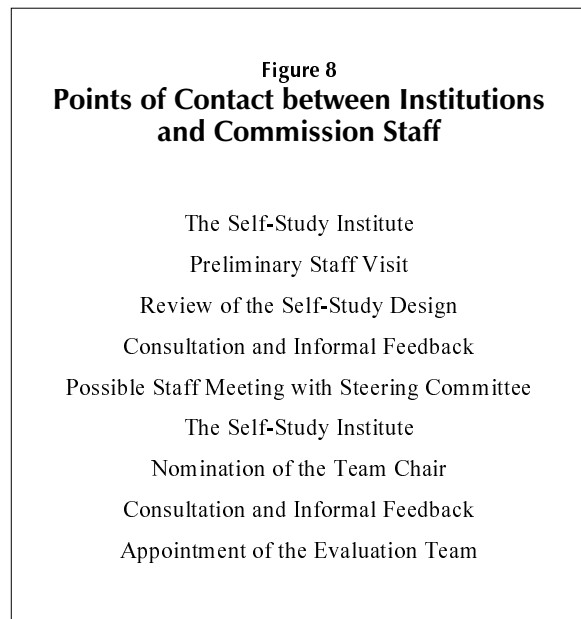 Figure 8
Points of Contact between Institutions
and Commission Staff
The Self-Study Institute
Preliminary Staff Visit
Review of the Self-Study Design
Consultation and Informal Feedback
Possible Staff Meeting with Steering Committee
The Self-Study Institute
Nomination of the Team Chair
Consultation and Informal Feedback
Appointment of the Evaluation Team